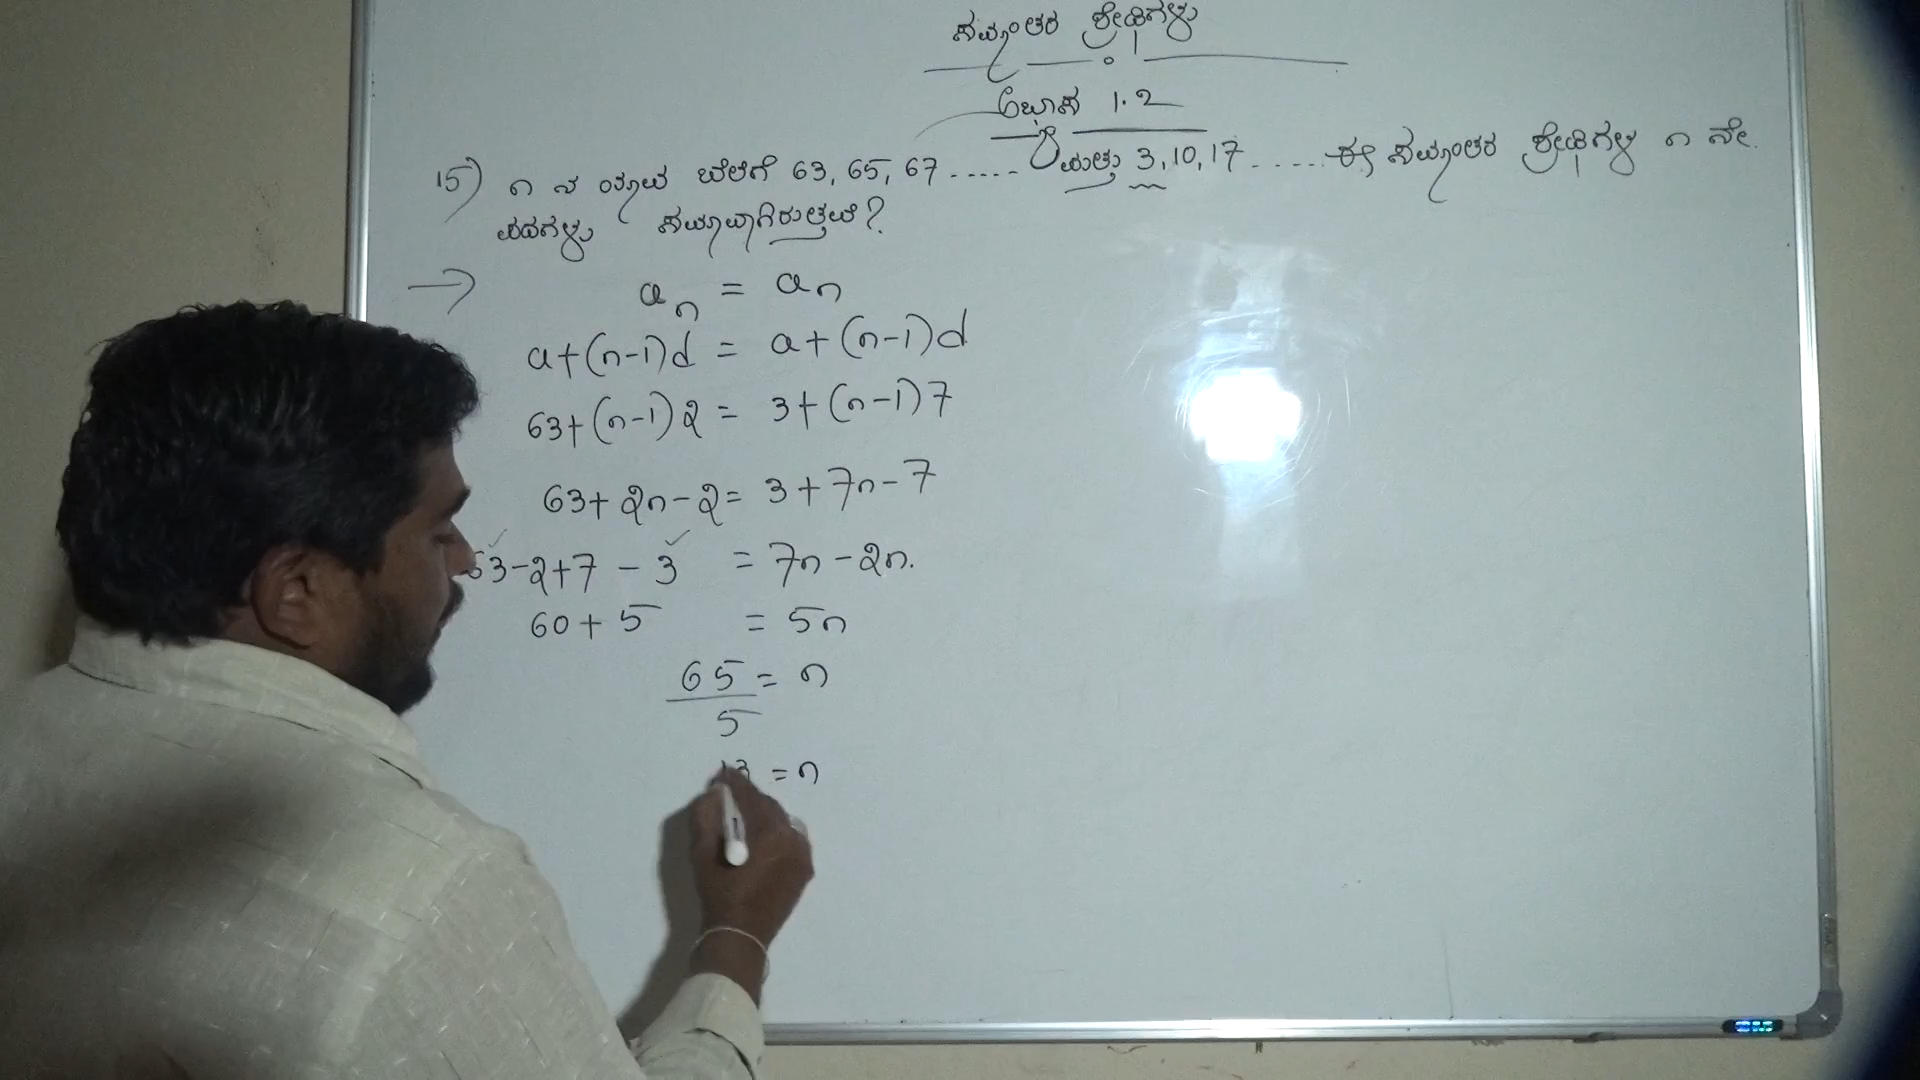 ಸಮಾಂತರ ಶ್ರೇಢಿಗಳು
ಅಭ್ಯಾಸ 1.2
15) n ನ ಯಾವ ಬೆಲೆಗೆ 63, 65, 67 ..... ಮತ್ತು 3, 10, 17 ..... ಈ ಸಮಾಂತರ ಶ್ರೇಢಿಗಳ n ನೇ
ಪದಗಳು ಸಮವಾಗಿರುತ್ತವೆ?
→ aₙ = aₙ
a+(n-1)d = a+(n-1)d
63+(n-1)2 = 3+(n-1)7
63+2n-2 = 3+7n-7
63-2+7-3 = 7n-2n.
60+5 = 5n
65/5 = n
13 = n